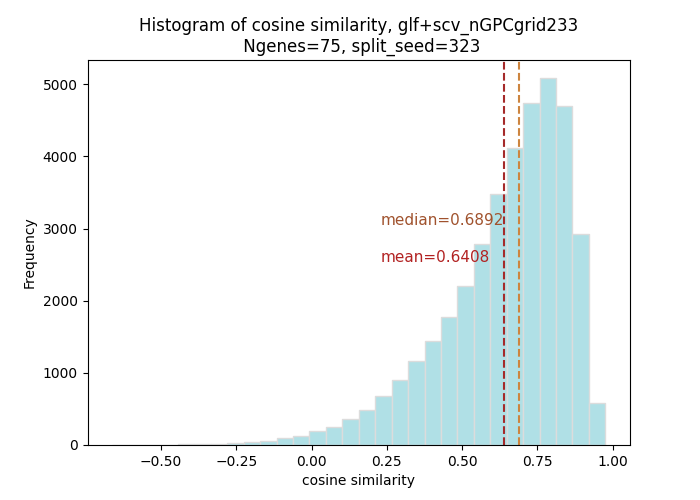 Histogram of cosine similarity, glf+scv_nGPCgrid233
Ngenes=75, split_seed=323
5000
4000
3000
2000
1000
0
Frequency
median=0.6892
mean=0.6408
−0.50
−0.25
0.00
0.25
0.50
0.75
1.00
cosine similarity